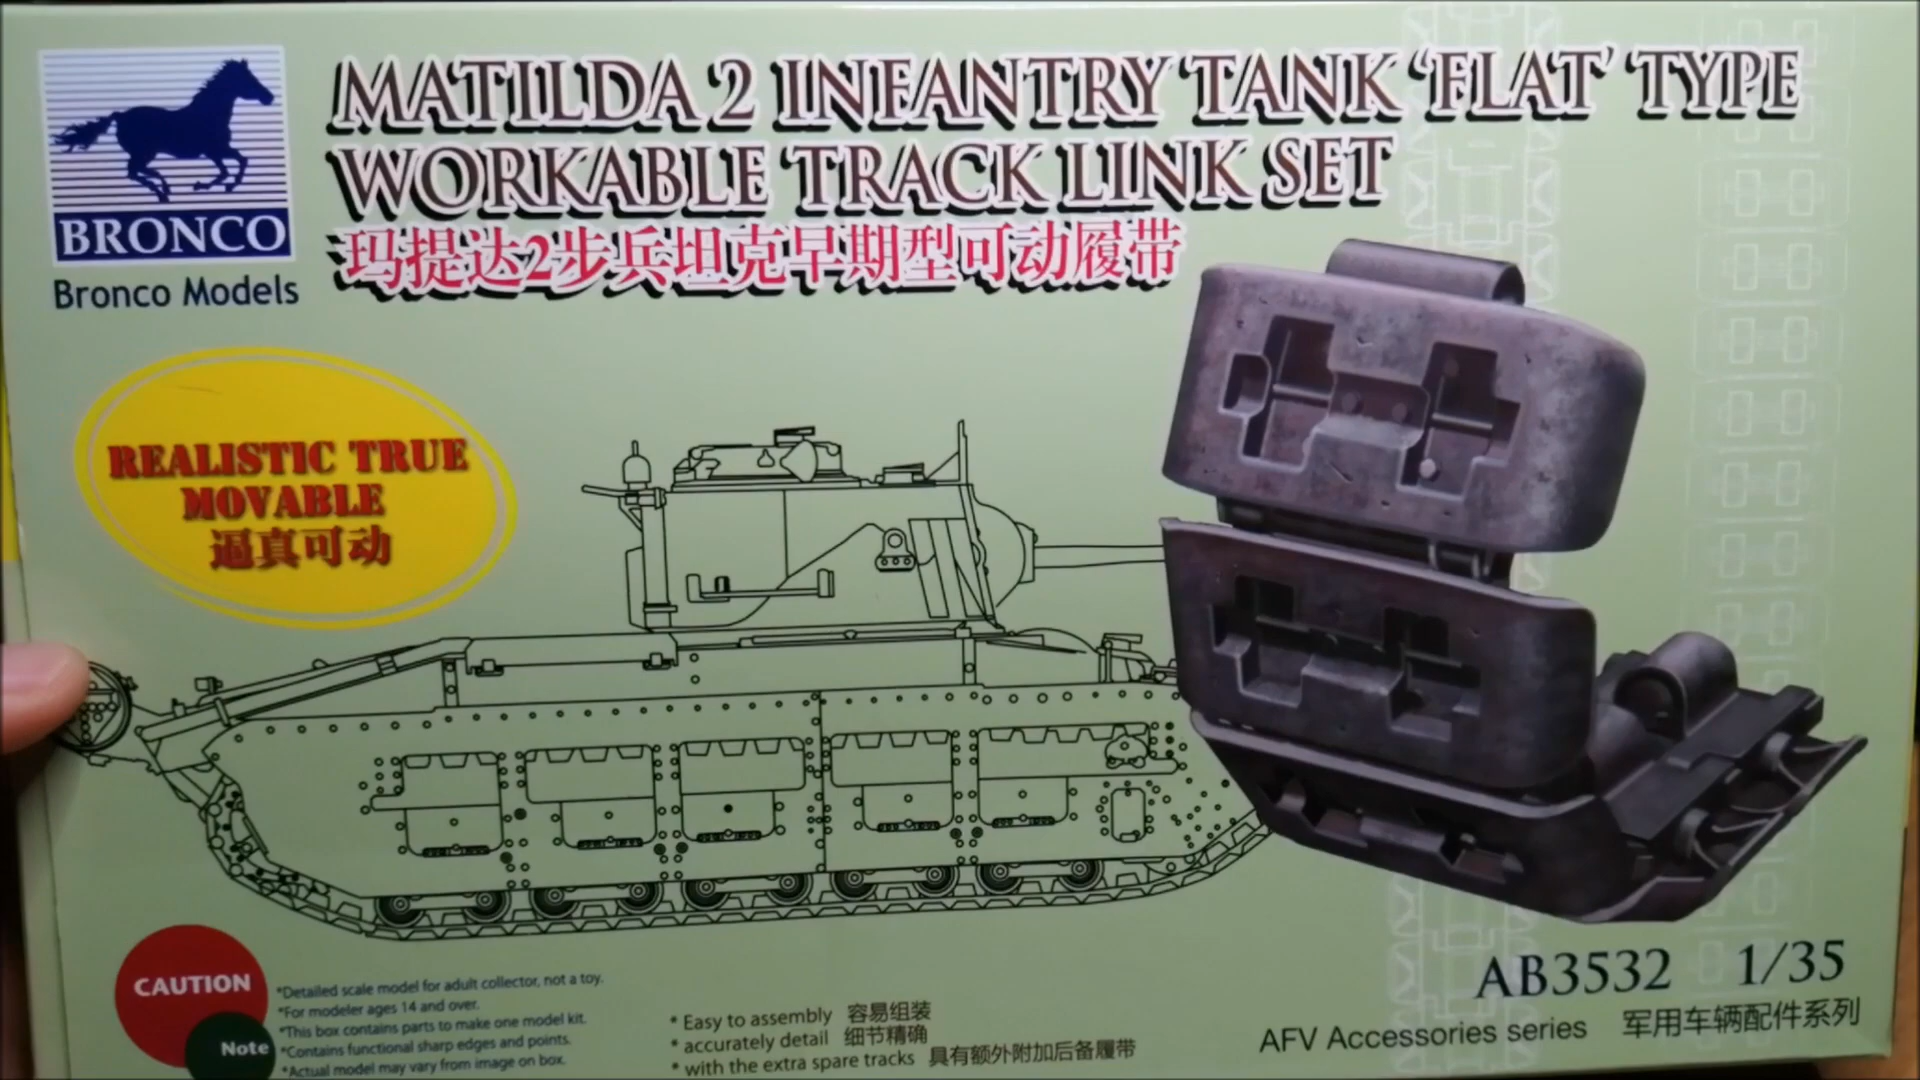 BRONCO
Bronco Models
MATILDA 2 INFANTRY TANK 'FLAT' TYPE
WORKABLE TRACK LINK SET
玛提达2步兵坦克早期型可动履带
REALISTIC TRUE
MOVABLE
逼真可动
CAUTION
Note
*Detailed scale model for adult collector, not a toy.
*For modeler ages 14 and over.
*This box contains parts to make one model kit.
*Contains functional sharp edges and points.
*Actual model may vary from image on box.
* Easy to assembly 容易组装
* accurately detail 细节精确
* with the extra spare tracks 具有额外附加后备履带
AB3532 1/35
AFV Accessories series 军用车辆配件系列